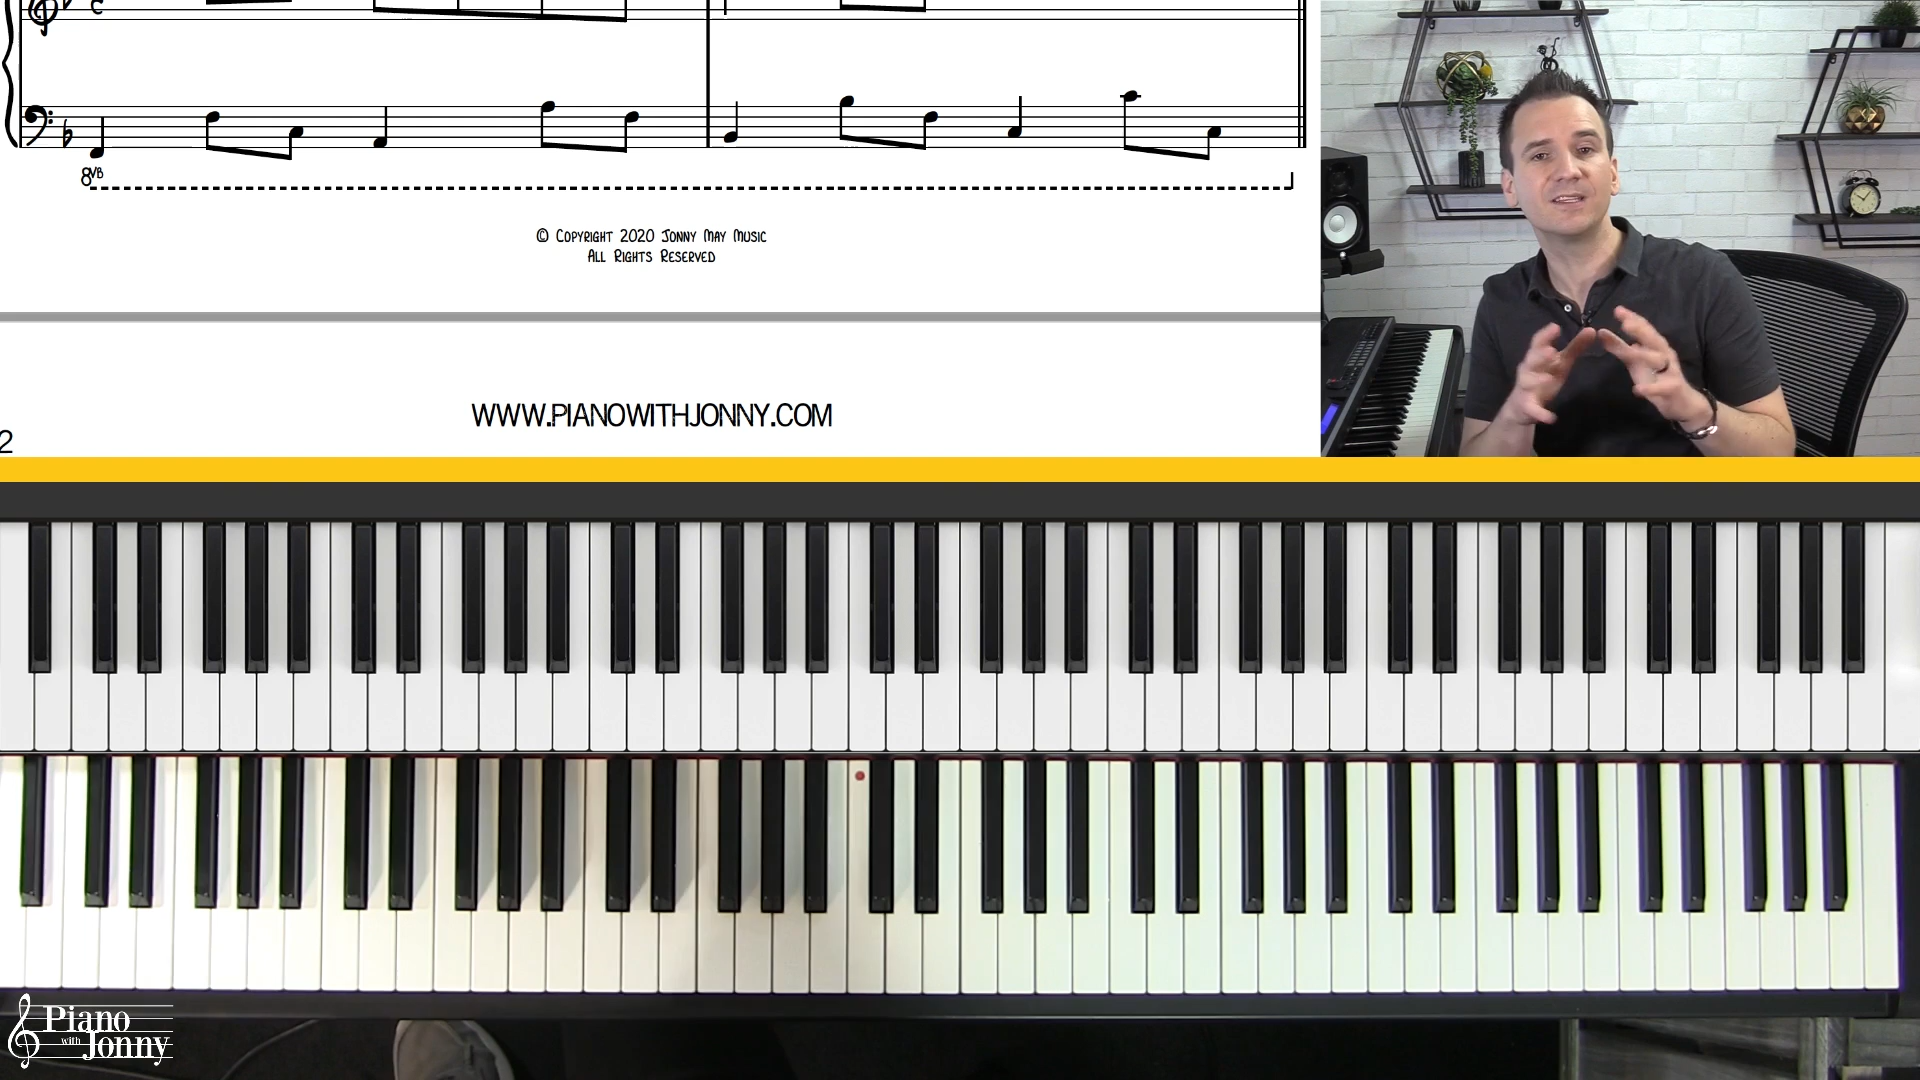 C
8VB
© Copyright 2020 Jonny May Music
All Rights Reserved
WWW.PIANOWITHJONNY.COM
2
Piano
with
Jonny